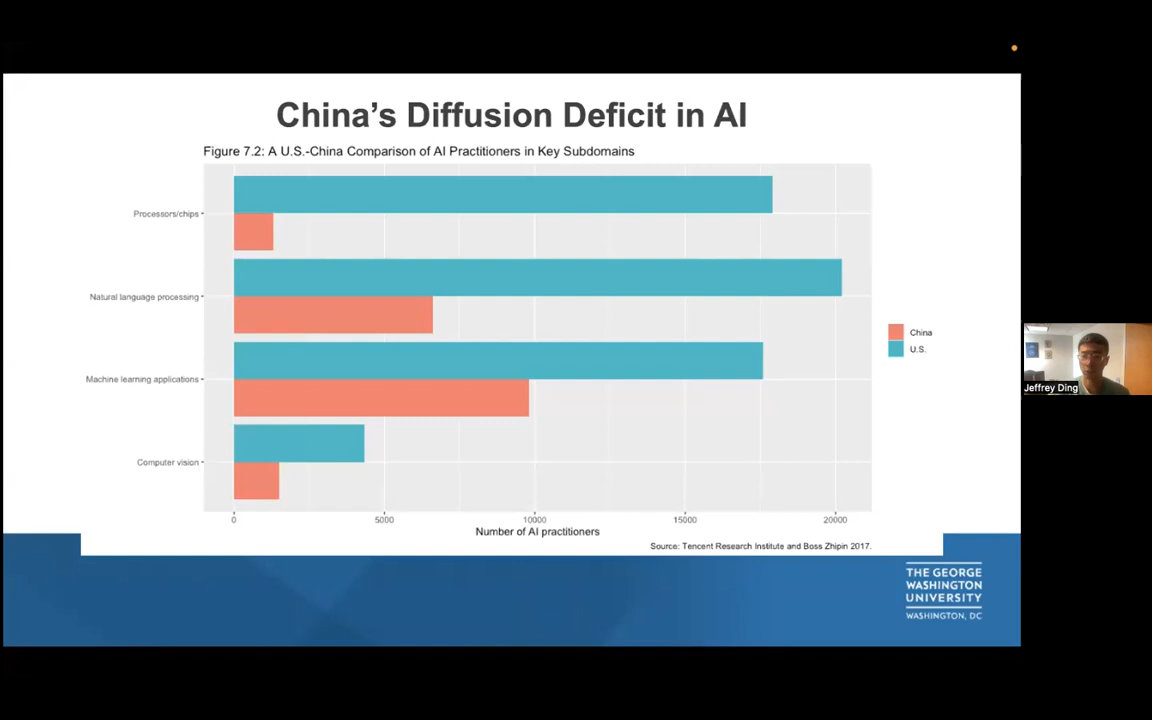 China's Diffusion Deficit in AI
Figure 7.2: A U.S.-China Comparison of AI Practitioners in Key Subdomains
Processors/chips
Natural language processing
Machine learning applications
Computer vision
China
U.S.
0 5000 10000 15000 20000
Number of AI practitioners
Source: Tencent Research Institute and Boss Zhipin 2017.
THE GEORGE
WASHINGTON
UNIVERSITY
WASHINGTON, DC
Jeffrey Ding